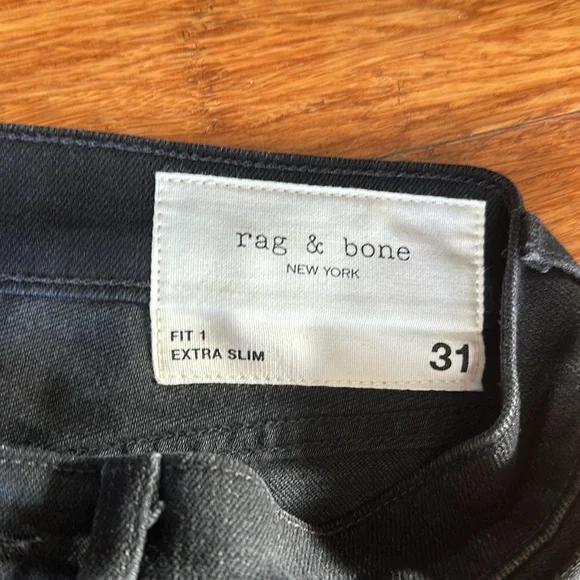 rag & bone
NEW YORK
FIT 1
EXTRA SLIM
31